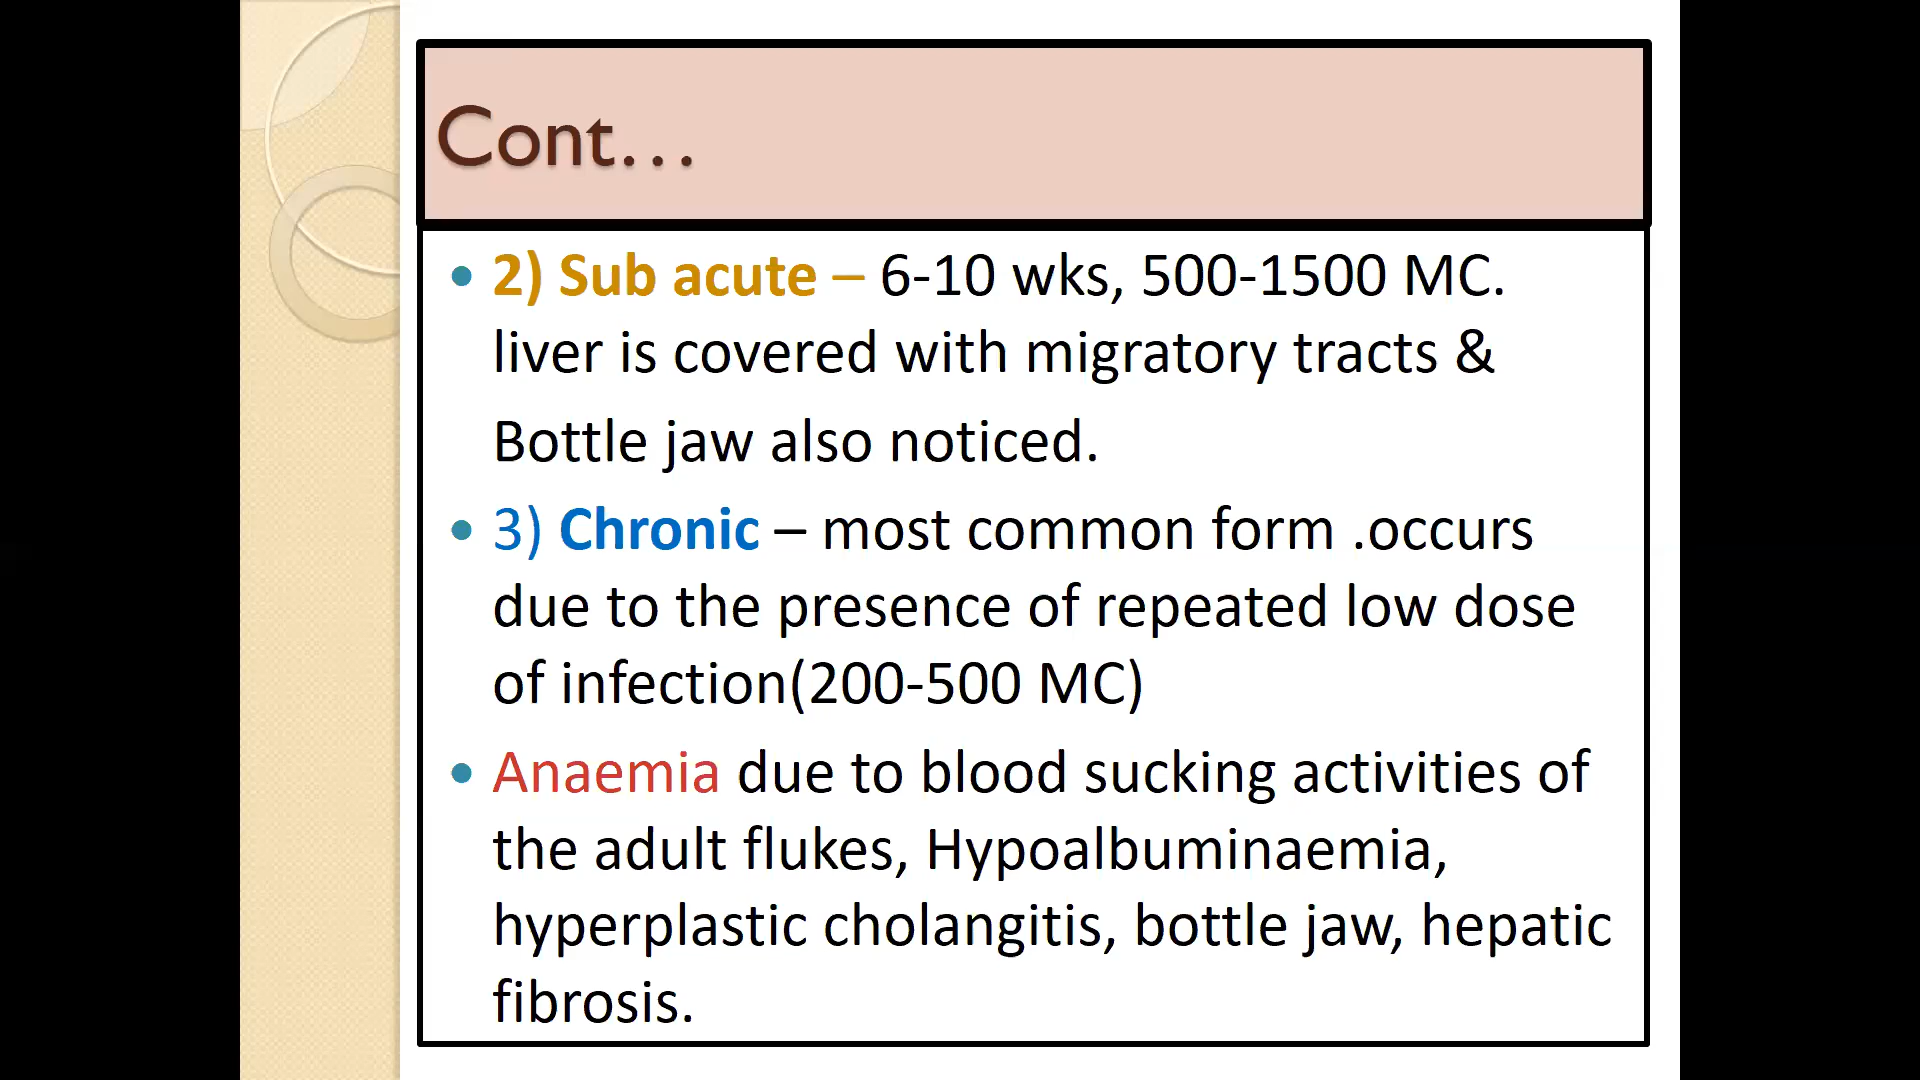 Cont...
• 2) Sub acute – 6-10 wks, 500-1500 MC.
liver is covered with migratory tracts &
Bottle jaw also noticed.
• 3) Chronic – most common form .occurs
due to the presence of repeated low dose
of infection(200-500 MC)
• Anaemia due to blood sucking activities of
the adult flukes, Hypoalbuminaemia,
hyperplastic cholangitis, bottle jaw, hepatic
fibrosis.